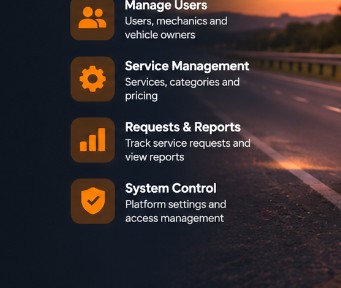 Manage Users
Users, mechanics and
vehicle owners
Service Management
Services, categories and
pricing
Requests & Reports
Track service requests and
view reports
System Control
Platform settings and
access management